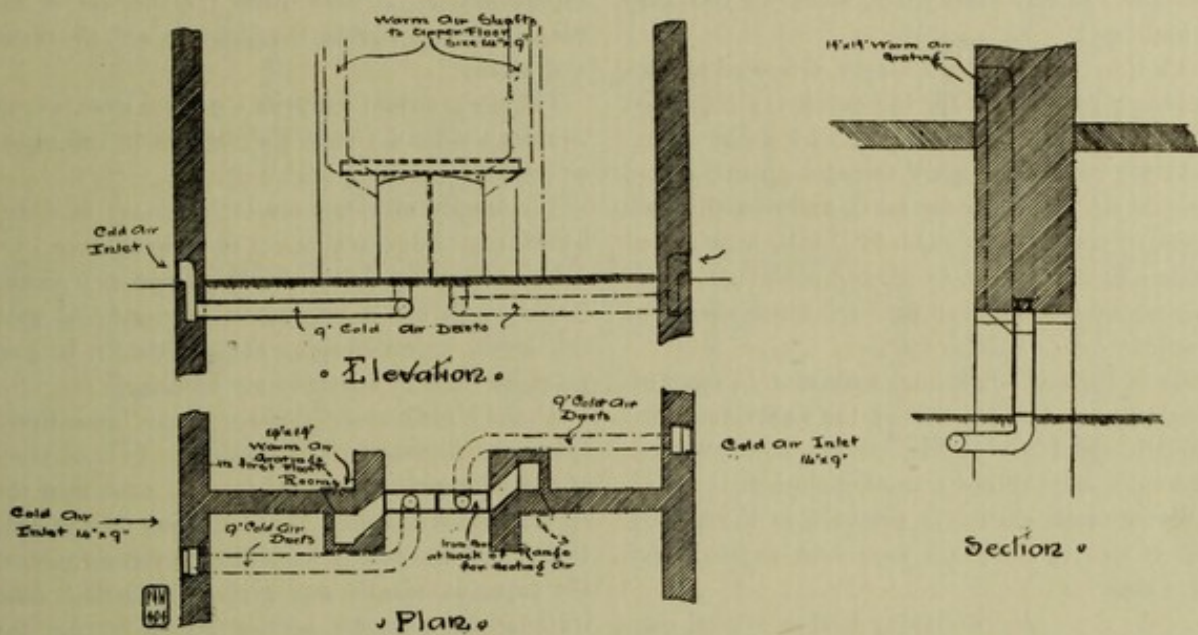 Warm Air Shafts
to Upper Floor
Size 14"x9"
Cold Air
Inlet
9" Cold Air Ducts
. Elevation .
14"x14" Warm Air
Grating
Section .
14"x14"
Warm Air
Gratings
in first Floor
Rooms
9" Cold Air
Ducts
Cold Air Inlet
14"x9"
Cold Air
Inlet 14"x9"
9" Cold Air
Ducts
Iron Box
at back of Range
for heating Air
. Plan .